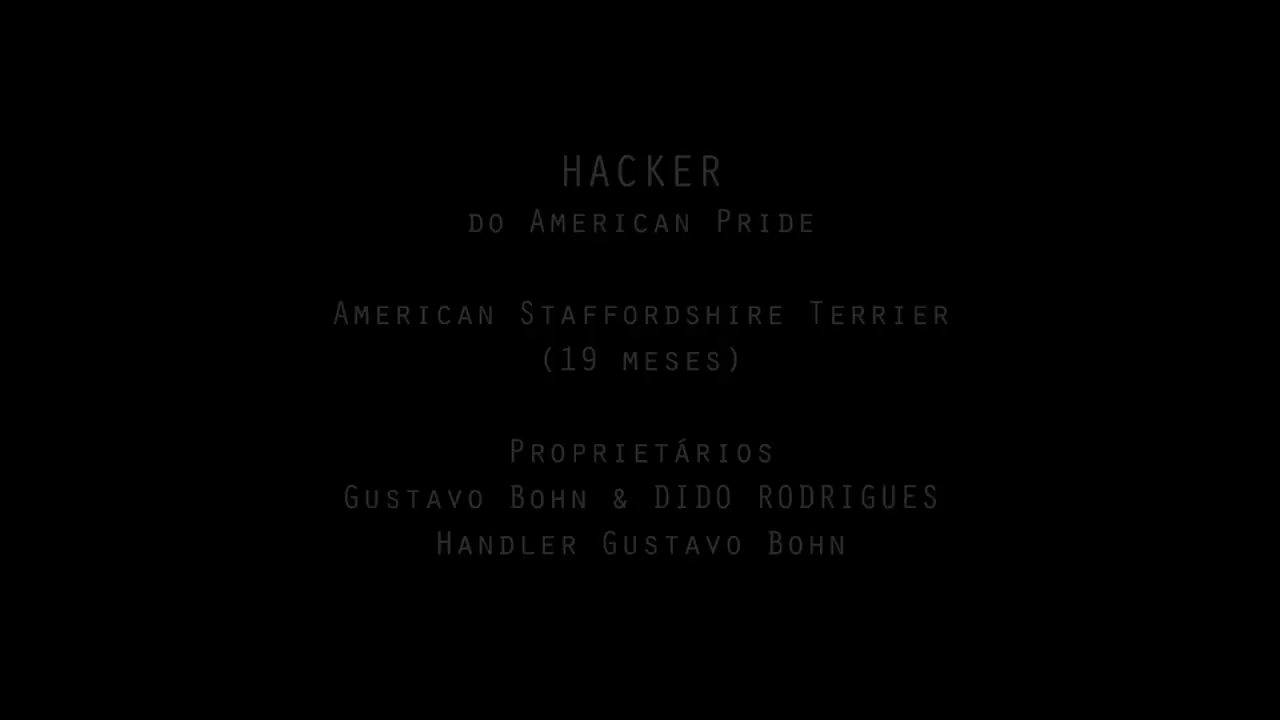 HACKER
DO AMERICAN PRIDE
AMERICAN STAFFORDSHIRE TERRIER
(19 MESES)
PROPRIETÁRIOS
GUSTAVO BOHN & DIDO RODRIGUES
HANDLER GUSTAVO BOHN